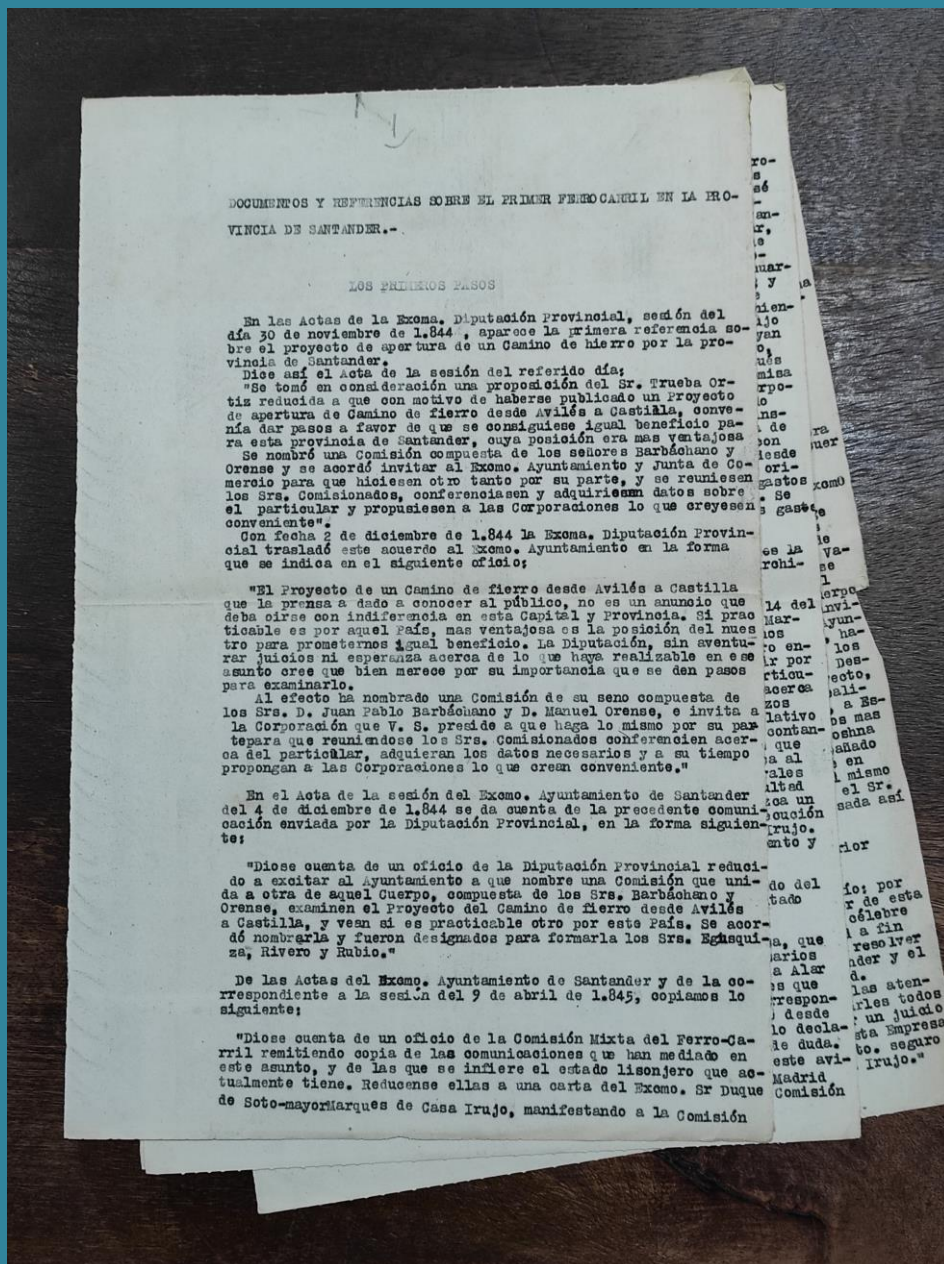 DOCUMENTOS Y REFERENCIAS SOBRE EL PRIMER FERROCARRIL EN LA PRO-
VINCIA DE SANTANDER.-
LOS PRIMEROS PASOS
En las Actas de la Excma. Diputación Provincial, sesión del
día 30 de noviembre de 1.844 , aparece la primera referencia so-
bre el proyecto de apertura de un Camino de hierro por la pro-
vincia de Santander.
Dice así el Acta de la sesión del referido día;
"Se tomó en consideración una proposición del Sr. Trueba Or-
tiz reducida a que con motivo de haberse publicado un Proyecto
de apertura de Camino de fierro desde Avilés a Castilla, conve-
nía dar pasos a favor de que se consiguiese igual beneficio pa-
ra esta provincia de Santander, cuya posición era mas ventajosa
Se nombró una Comisión compuesta de los señores Barbáchano y
Orense y se acordó invitar al Excmo. Ayuntamiento y Junta de Co-
mercio para que hiciesen otro tanto por su parte, y se reuniesen
los Srs. Comisionados, conferenciasen y adquiriesen datos sobre
el particular y propusiesen a las Corporaciones lo que creyesen
conveniente".
Con fecha 2 de diciembre de 1.844 la Excma. Diputación Provin-
cial trasladó este acuerdo al Excmo. Ayuntamiento en la forma
que se indica en el siguiente oficio;
"El Proyecto de un Camino de fierro desde Avilés a Castilla
que la prensa a dado a conocer al público, no es un anuncio que
deba oirse con indiferencia en esta Capital y Provincia. Si prac
ticable es por aquel País, mas ventajosa es la posición del nues
tro para prometernos igual beneficio. La Diputación, sin aventu-
rar juicios ni esperanza acerca de lo que haya realizable en ese
asunto cree que bien merece por su importancia que se den pasos
para examinarlo.
Al efecto ha nombrado una Comisión de su seno compuesta de
los Srs. D. Juan Pablo Barbáchano y D. Manuel Orense, e invita a
la Corporación que V. S. preside a que haga lo mismo por su par
tepara que reuniendose los Srs. Comisionados conferencien acer-
ca del particular, adquieran los datos necesarios y a su tiempo
propongan a las Corporaciones lo que crean conveniente."
En el Acta de la sesión del Excmo. Ayuntamiento de Santander
del 4 de diciembre de 1.844 se da cuenta de la precedente comuni-
cación enviada por la Diputación Provincial, en la forma siguien-
te;
"Diose cuenta de un oficio de la Diputación Provincial reduci-
do a excitar al Ayuntamiento a que nombre una Comisión que uni-
da a otra de aquel Cuerpo, compuesta de los Srs. Barbáchano y
Orense, examinen el Proyecto del Camino de fierro desde Avilés
a Castilla, y vean si es practicable otro por este País. Se acor-
dó nombrarla y fueron designados para formarla los Srs. Egusqui-
za, Rivero y Rubio."
De las Actas del Excmo. Ayuntamiento de Santander y de la co-
rrespondiente a la sesión del 9 de abril de 1.845, copiamos lo
siguiente;
"Diose cuenta de un oficio de la Comisión Mixta del Ferro-Ca-
rril remitiendo copia de las comunicaciones que han mediado en
este asunto, y de las que se infiere el estado lisonjero que ac-
tualmente tiene. Reducense ellas a una carta del Excmo. Sr Duque
de Soto-mayorMarques de Casa Irujo, manifestando a la Comisión